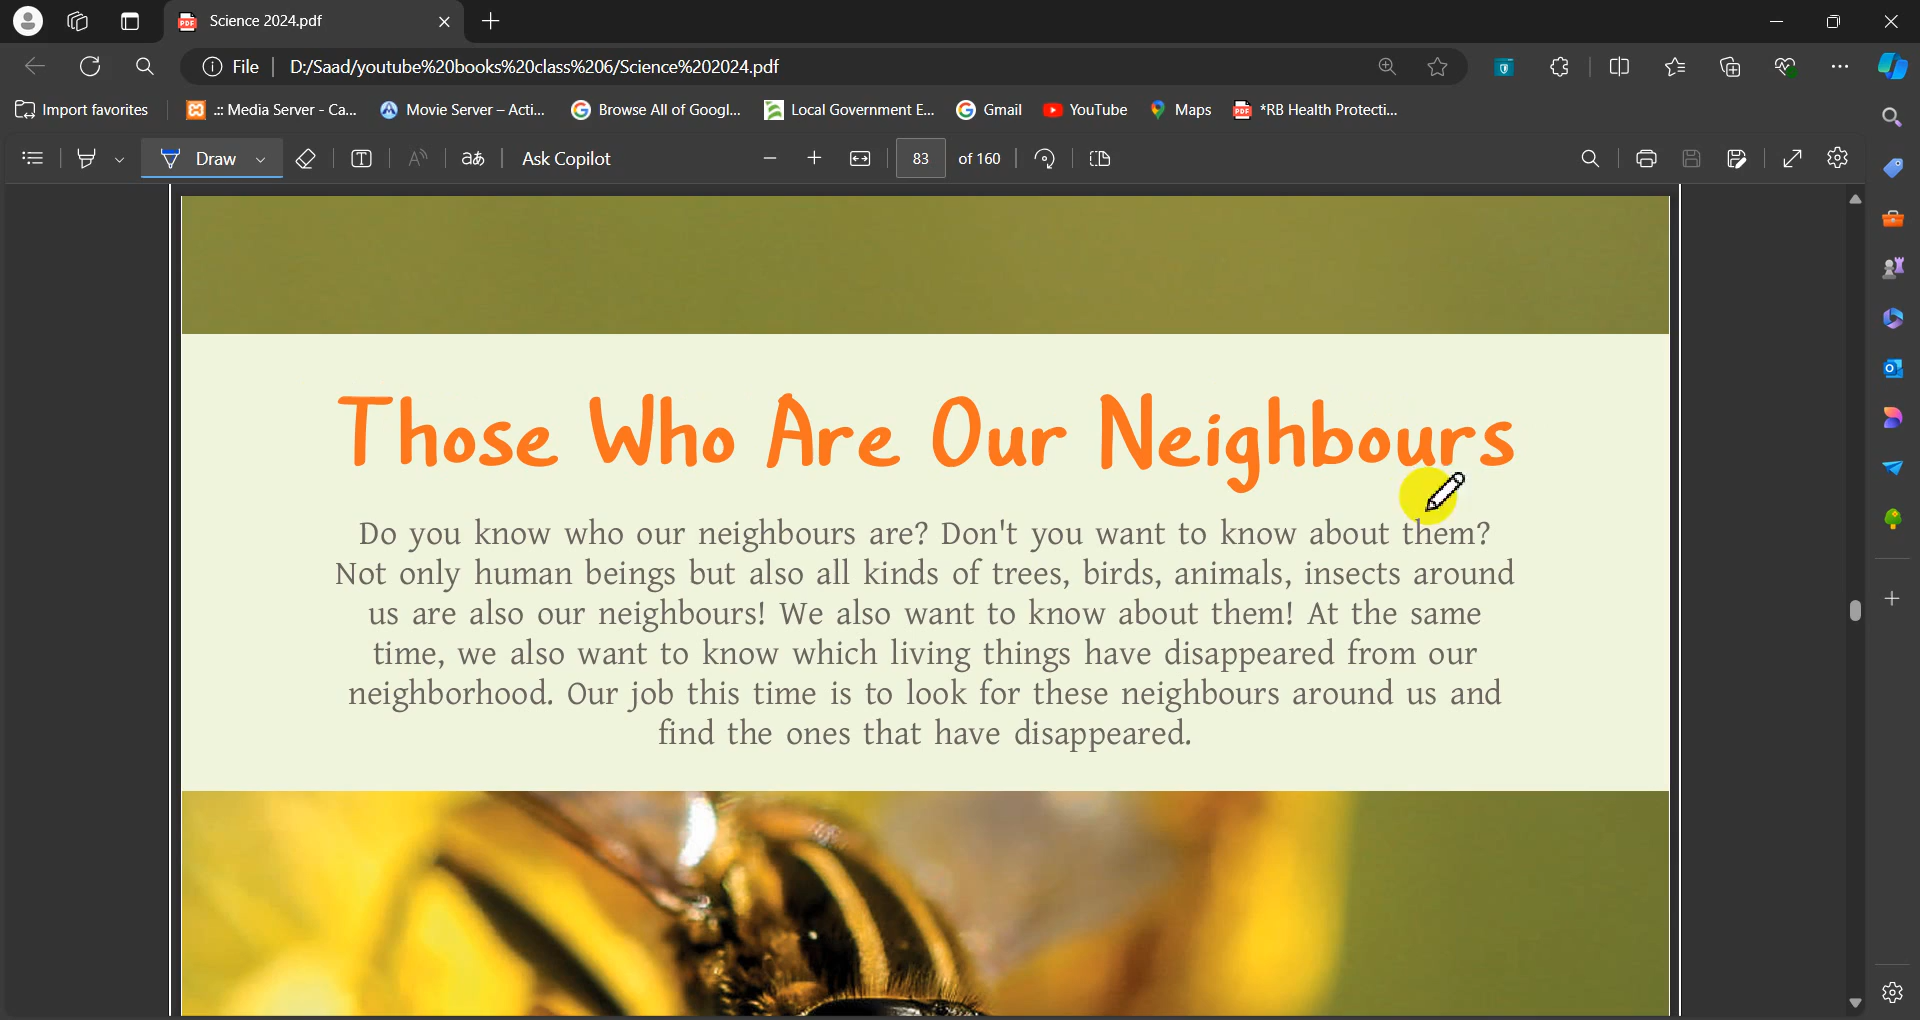 Science 2024.pdf
File D:/Saad/youtube%20books%20class%206/Science%202024.pdf
Import favorites .:: Media Server - Ca... Movie Server – Acti... Browse All of Googl... Local Government E... Gmail YouTube Maps *RB Health Protecti...
Draw aあ Ask Copilot 83 of 160
Those Who Are Our Neighbours
Do you know who our neighbours are? Don't you want to know about them?
Not only human beings but also all kinds of trees, birds, animals, insects around
us are also our neighbours! We also want to know about them! At the same
time, we also want to know which living things have disappeared from our
neighborhood. Our job this time is to look for these neighbours around us and
find the ones that have disappeared.